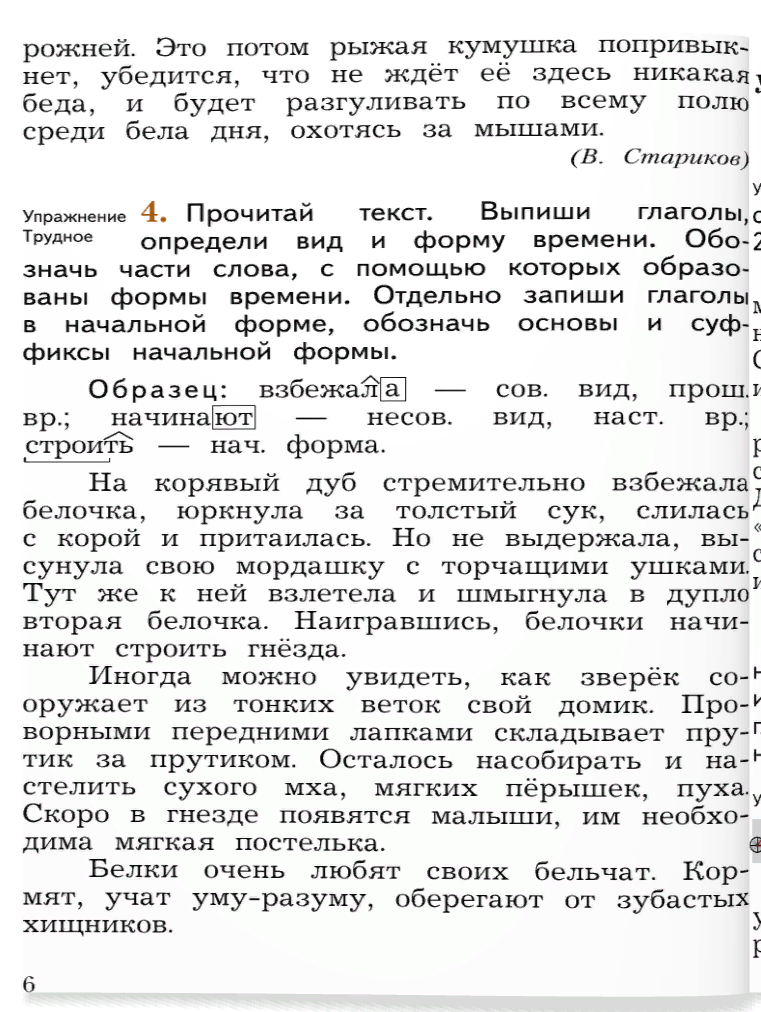 рожней. Это потом рыжая кумушка попривык-
нет, убедится, что не ждёт её здесь никакая
беда, и будет разгуливать по всему полю
среди бела дня, охотясь за мышами.
(В. Стариков)
Упражнение 4. Прочитай текст. Выпиши глаголы,
Трудное определи вид и форму времени. Обо-
значь части слова, с помощью которых образо-
ваны формы времени. Отдельно запиши глаголы
в начальной форме, обозначь основы и суф-
фиксы начальной формы.
Образец: взбежала — сов. вид, прош.
вр.; начинают — несов. вид, наст. вр.;
строить — нач. форма.
На корявый дуб стремительно взбежала
белочка, юркнула за толстый сук, слилась
с корой и притаилась. Но не выдержала, вы-
сунула свою мордашку с торчащими ушками.
Тут же к ней взлетела и шмыгнула в дупло
вторая белочка. Наигравшись, белочки начи-
нают строить гнёзда.
Иногда можно увидеть, как зверёк со-
оружает из тонких веток свой домик. Про-
ворными передними лапками складывает пру-
тик за прутиком. Осталось насобирать и на-
стелить сухого мха, мягких пёрышек, пуха.
Скоро в гнезде появятся малыши, им необхо-
дима мягкая постелька.
Белки очень любят своих бельчат. Кор-
мят, учат уму-разуму, оберегают от зубастых
хищников.
6